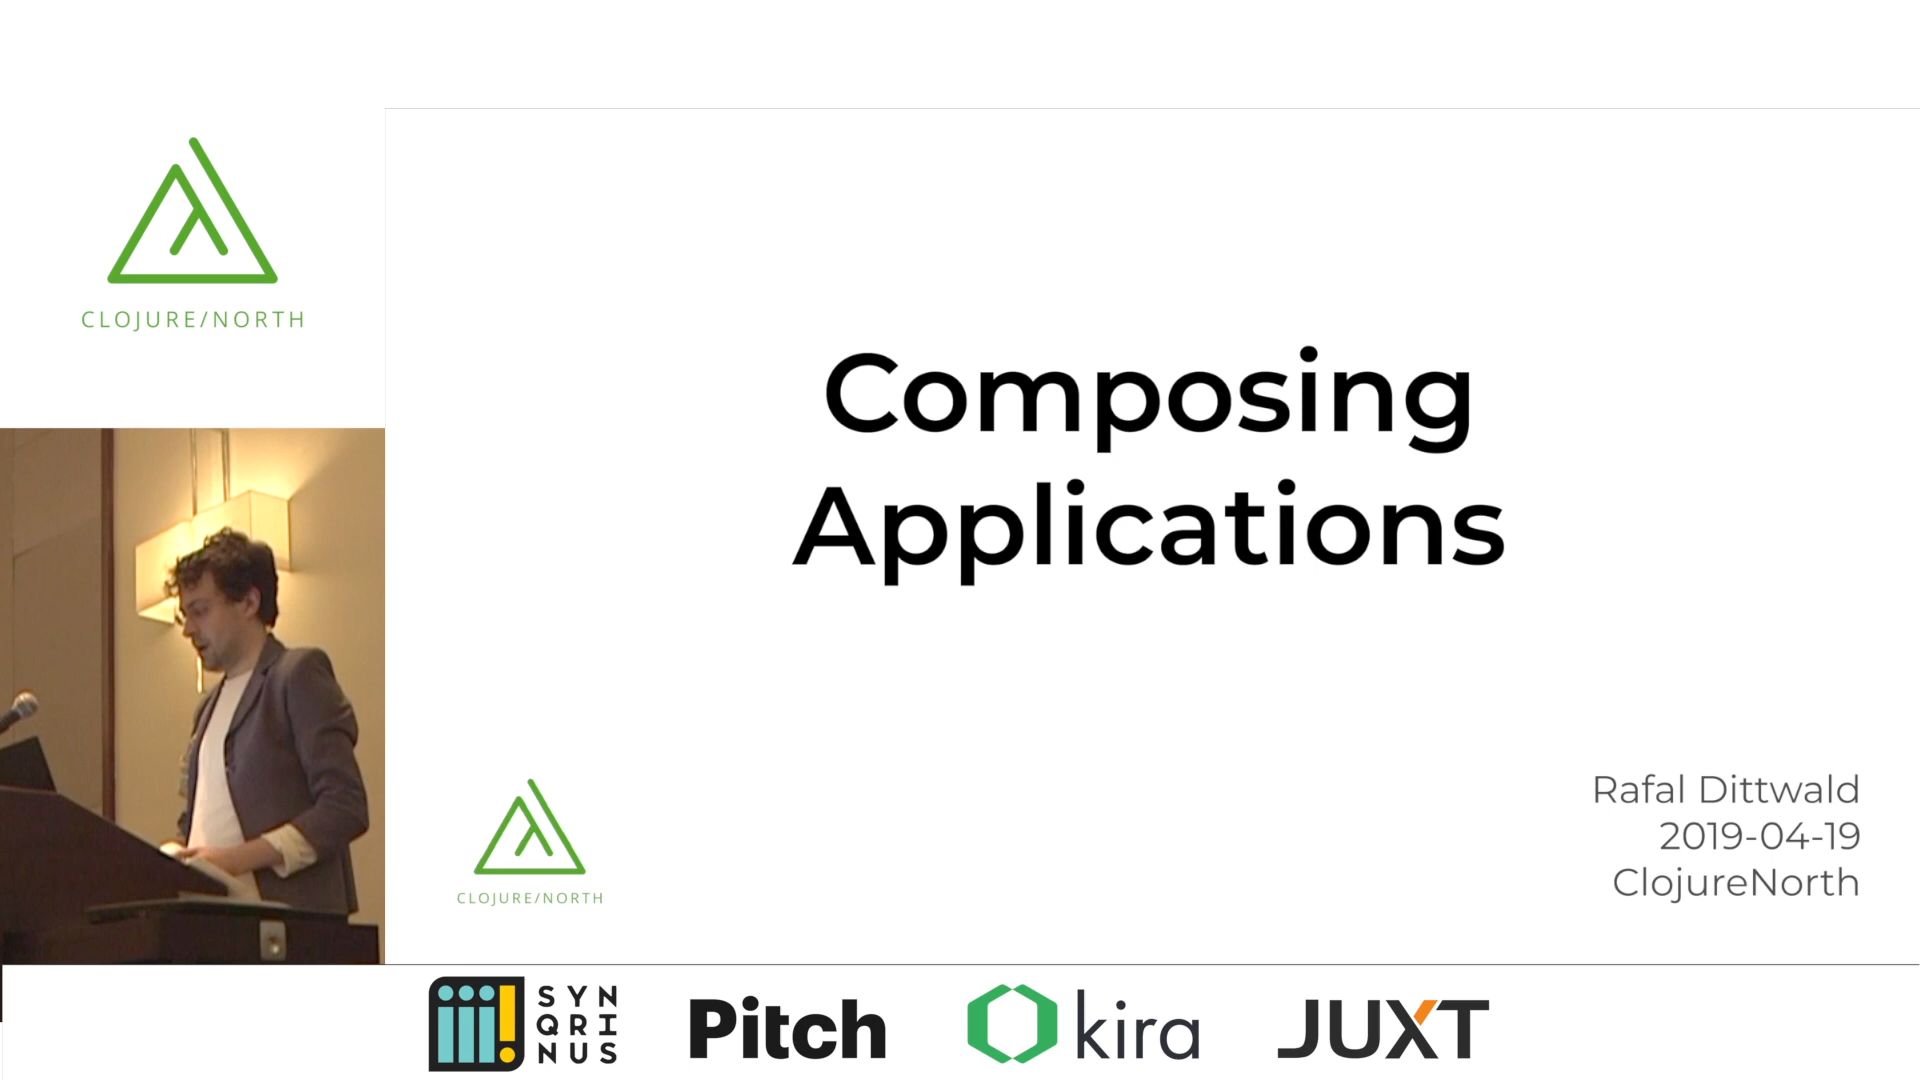 CLOJURE/NORTH
Composing
Applications
Rafal Dittwald
2019-04-19
ClojureNorth
CLOJURE/NORTH
SYN
QRI
NUS
Pitch
kira
JUXT